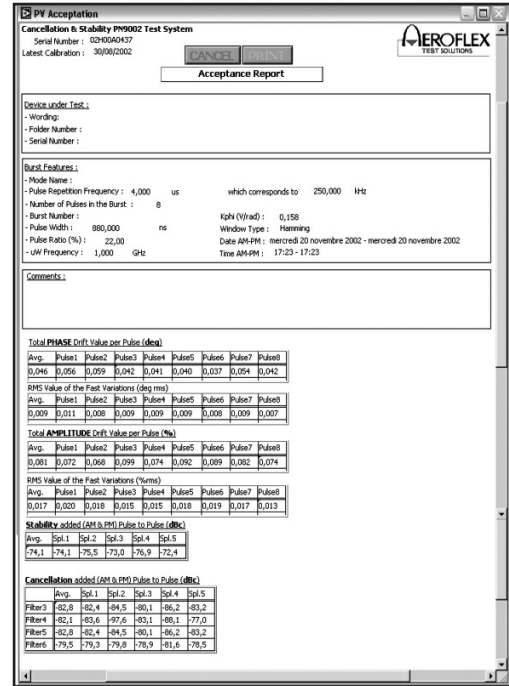 PV Acceptation
Cancellation & Stability PN9002 Test System
Serial Number : 02H00A0437
Latest Calibration : 30/08/2002
CANCEL PRINT
AEROFLEX
TEST SOLUTIONS
Acceptance Report
Device under Test :
- Wording:
- Folder Number :
- Serial Number :
Burst Features :
- Mode Name :
- Pulse Repetition Frequency : 4,000 us which corresponds to 250,000 kHz
- Number of Pulses in the Burst : 8
- Burst Number : Kphi (V/rad) : 0,158
- Pulse Width : 880,000 ns Window Type : Hamming
- Pulse Ratio (%) : 22,00 Date AM-PM : mercredi 20 novembre 2002 - mercredi 20 novembre 2002
- uW Frequency : 1,000 GHz Time AM-PM : 17:23 - 17:23
Comments :
Total PHASE Drift Value per Pulse (deg)
Avg. Pulse1 Pulse2 Pulse3 Pulse4 Pulse5 Pulse6 Pulse7 Pulse8
0,046 0,056 0,059 0,042 0,041 0,040 0,037 0,054 0,042
RMS Value of the Fast Variations (deg rms)
Avg. Pulse1 Pulse2 Pulse3 Pulse4 Pulse5 Pulse6 Pulse7 Pulse8
0,009 0,011 0,008 0,009 0,009 0,009 0,008 0,009 0,007
Total AMPLITUDE Drift Value per Pulse (%)
Avg. Pulse1 Pulse2 Pulse3 Pulse4 Pulse5 Pulse6 Pulse7 Pulse8
0,081 0,072 0,068 0,099 0,074 0,092 0,089 0,082 0,074
RMS Value of the Fast Variations (%rms)
Avg. Pulse1 Pulse2 Pulse3 Pulse4 Pulse5 Pulse6 Pulse7 Pulse8
0,017 0,020 0,018 0,015 0,015 0,018 0,019 0,017 0,013
Stability added (AM & PM) Pulse to Pulse (dBc)
Avg. Spl.1 Spl.2 Spl.3 Spl.4 Spl.5
-74,1 -74,1 -75,5 -73,0 -76,9 -72,4
Cancellation added (AM & PM) Pulse to Pulse (dBc)
Avg. Spl.1 Spl.2 Spl.3 Spl.4 Spl.5
Filter3 -82,8 -82,4 -84,5 -80,1 -86,2 -83,2
Filter4 -82,1 -83,6 -97,6 -83,1 -88,1 -77,0
Filter5 -82,8 -82,4 -84,5 -80,1 -86,2 -83,2
Filter6 -79,5 -79,3 -79,8 -78,9 -81,6 -78,5